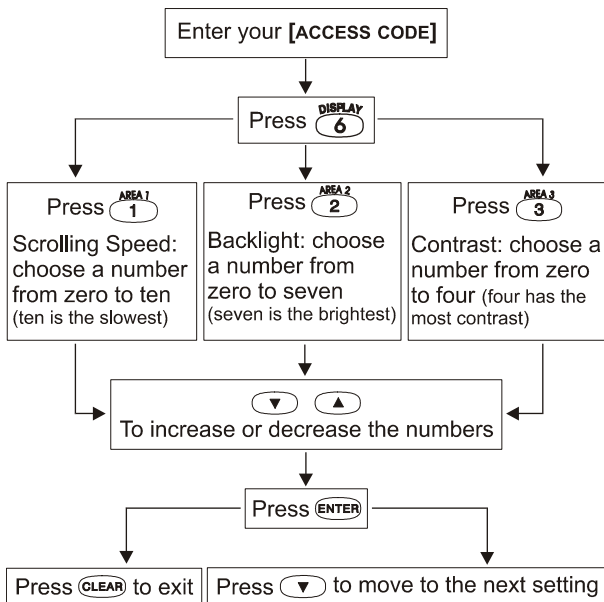 Enter your [ACCESS CODE]
DISPLAY
Press 6
AREA 1
Press 1
Scrolling Speed:
choose a number
from zero to ten
(ten is the slowest)
AREA 2
Press 2
Backlight: choose
a number from
zero to seven
(seven is the brightest)
AREA 3
Press 3
Contrast: choose a
number from zero
to four (four has the
most contrast)
▼ ▲
To increase or decrease the numbers
Press ENTER
Press CLEAR to exit
Press ▼ to move to the next setting